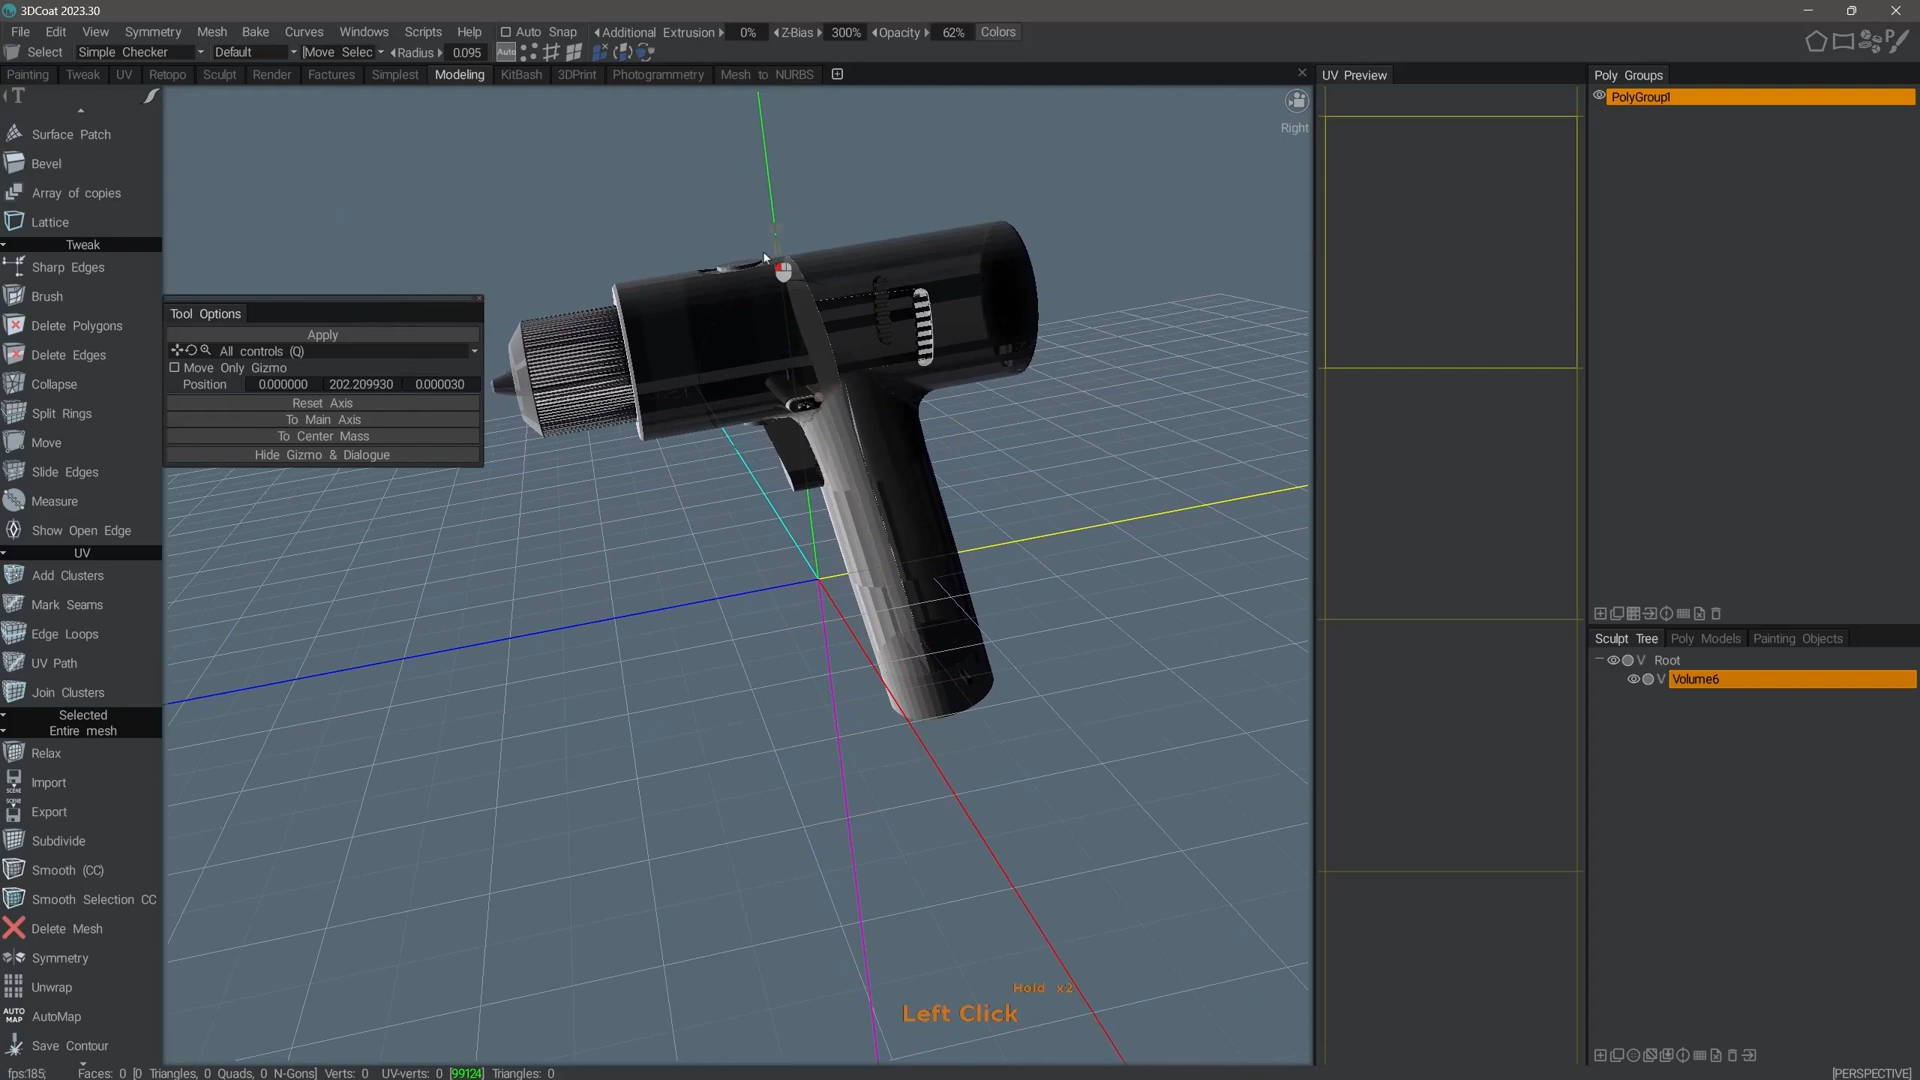 3DCoat 2023.30
File Edit View Symmetry Mesh Bake Curves Windows Scripts Help Auto Snap Additional Extrusion 0% Z-Bias 300% Opacity 62% Colors
Select Simple Checker Default [Move Selec Radius 0.095 Auto
Painting Tweak UV Retopo Sculpt Render Factures Simplest Modeling KitBash 3DPrint Photogrammetry Mesh to NURBS
UV Preview
Poly Groups
PolyGroup1
Right
Surface Patch
Bevel
Array of copies
Lattice
Tweak
Sharp Edges
Brush
Delete Polygons
Delete Edges
Collapse
Split Rings
Move
Slide Edges
Measure
Show Open Edge
UV
Add Clusters
Mark Seams
Edge Loops
UV Path
Join Clusters
Selected
Entire mesh
Relax
Import
Export
Subdivide
Smooth (CC)
Smooth Selection CC
Delete Mesh
Symmetry
Unwrap
AUTO MAP AutoMap
Save Contour
Tool Options
Apply
All controls (Q)
Move Only Gizmo
Position 0.000000 202.209930 0.000030
Reset Axis
To Main Axis
To Center Mass
Hide Gizmo & Dialogue
Sculpt Tree Poly Models Painting Objects
V Root
V Volume6
Hold x2
Left Click
fps:185; Faces: 0 [0 Triangles, 0 Quads, 0 N-Gons] Verts: 0 UV-verts: 0 [99124] Triangles: 0
[PERSPECTIVE]